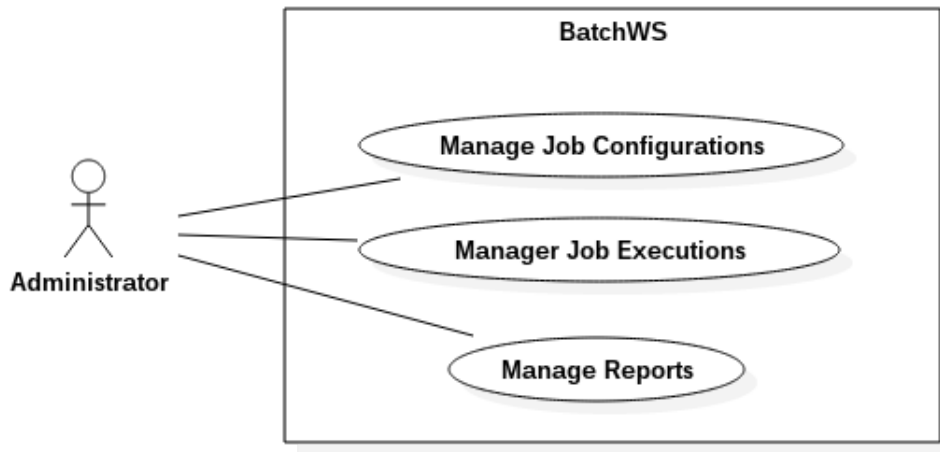 BatchWS
Manage Job Configurations
Manager Job Executions
Administrator
Manage Reports